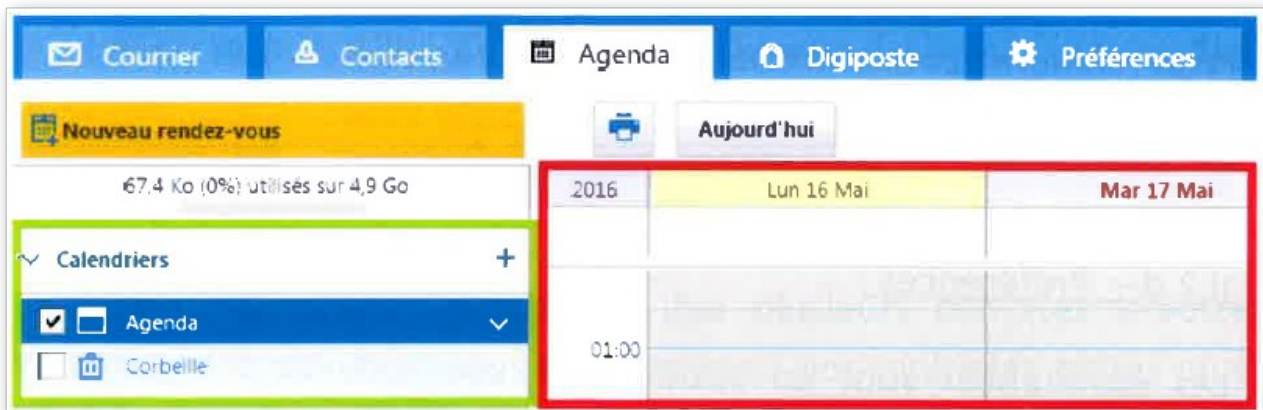 Courrier Contacts Agenda Digiposte Préférences
Nouveau rendez-vous
Aujourd'hui
67,4 Ko (0%) utilisés sur 4,9 Go
2016 Lun 16 Mai Mar 17 Mai
Calendriers
Agenda
Corbeille
01:00